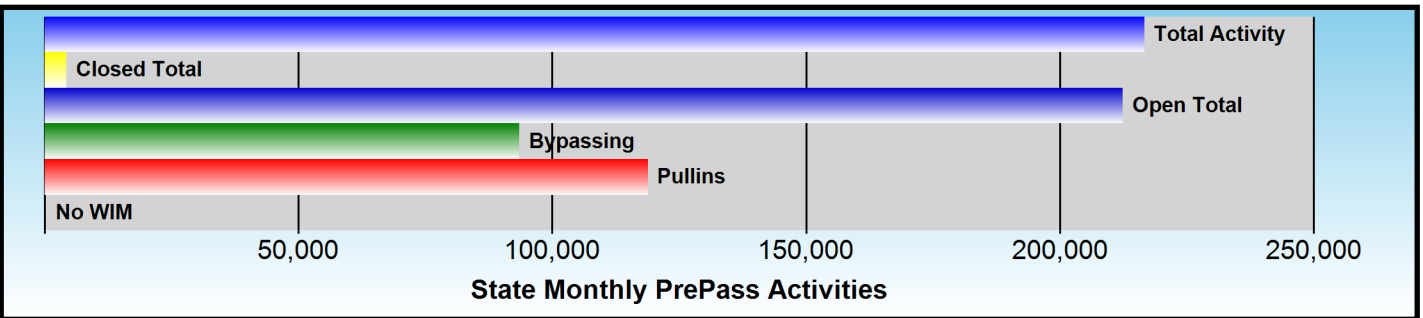 Total Activity
Closed Total
Open Total
Bypassing
Pullins
No WIM
50,000 100,000 150,000 200,000 250,000
State Monthly PrePass Activities